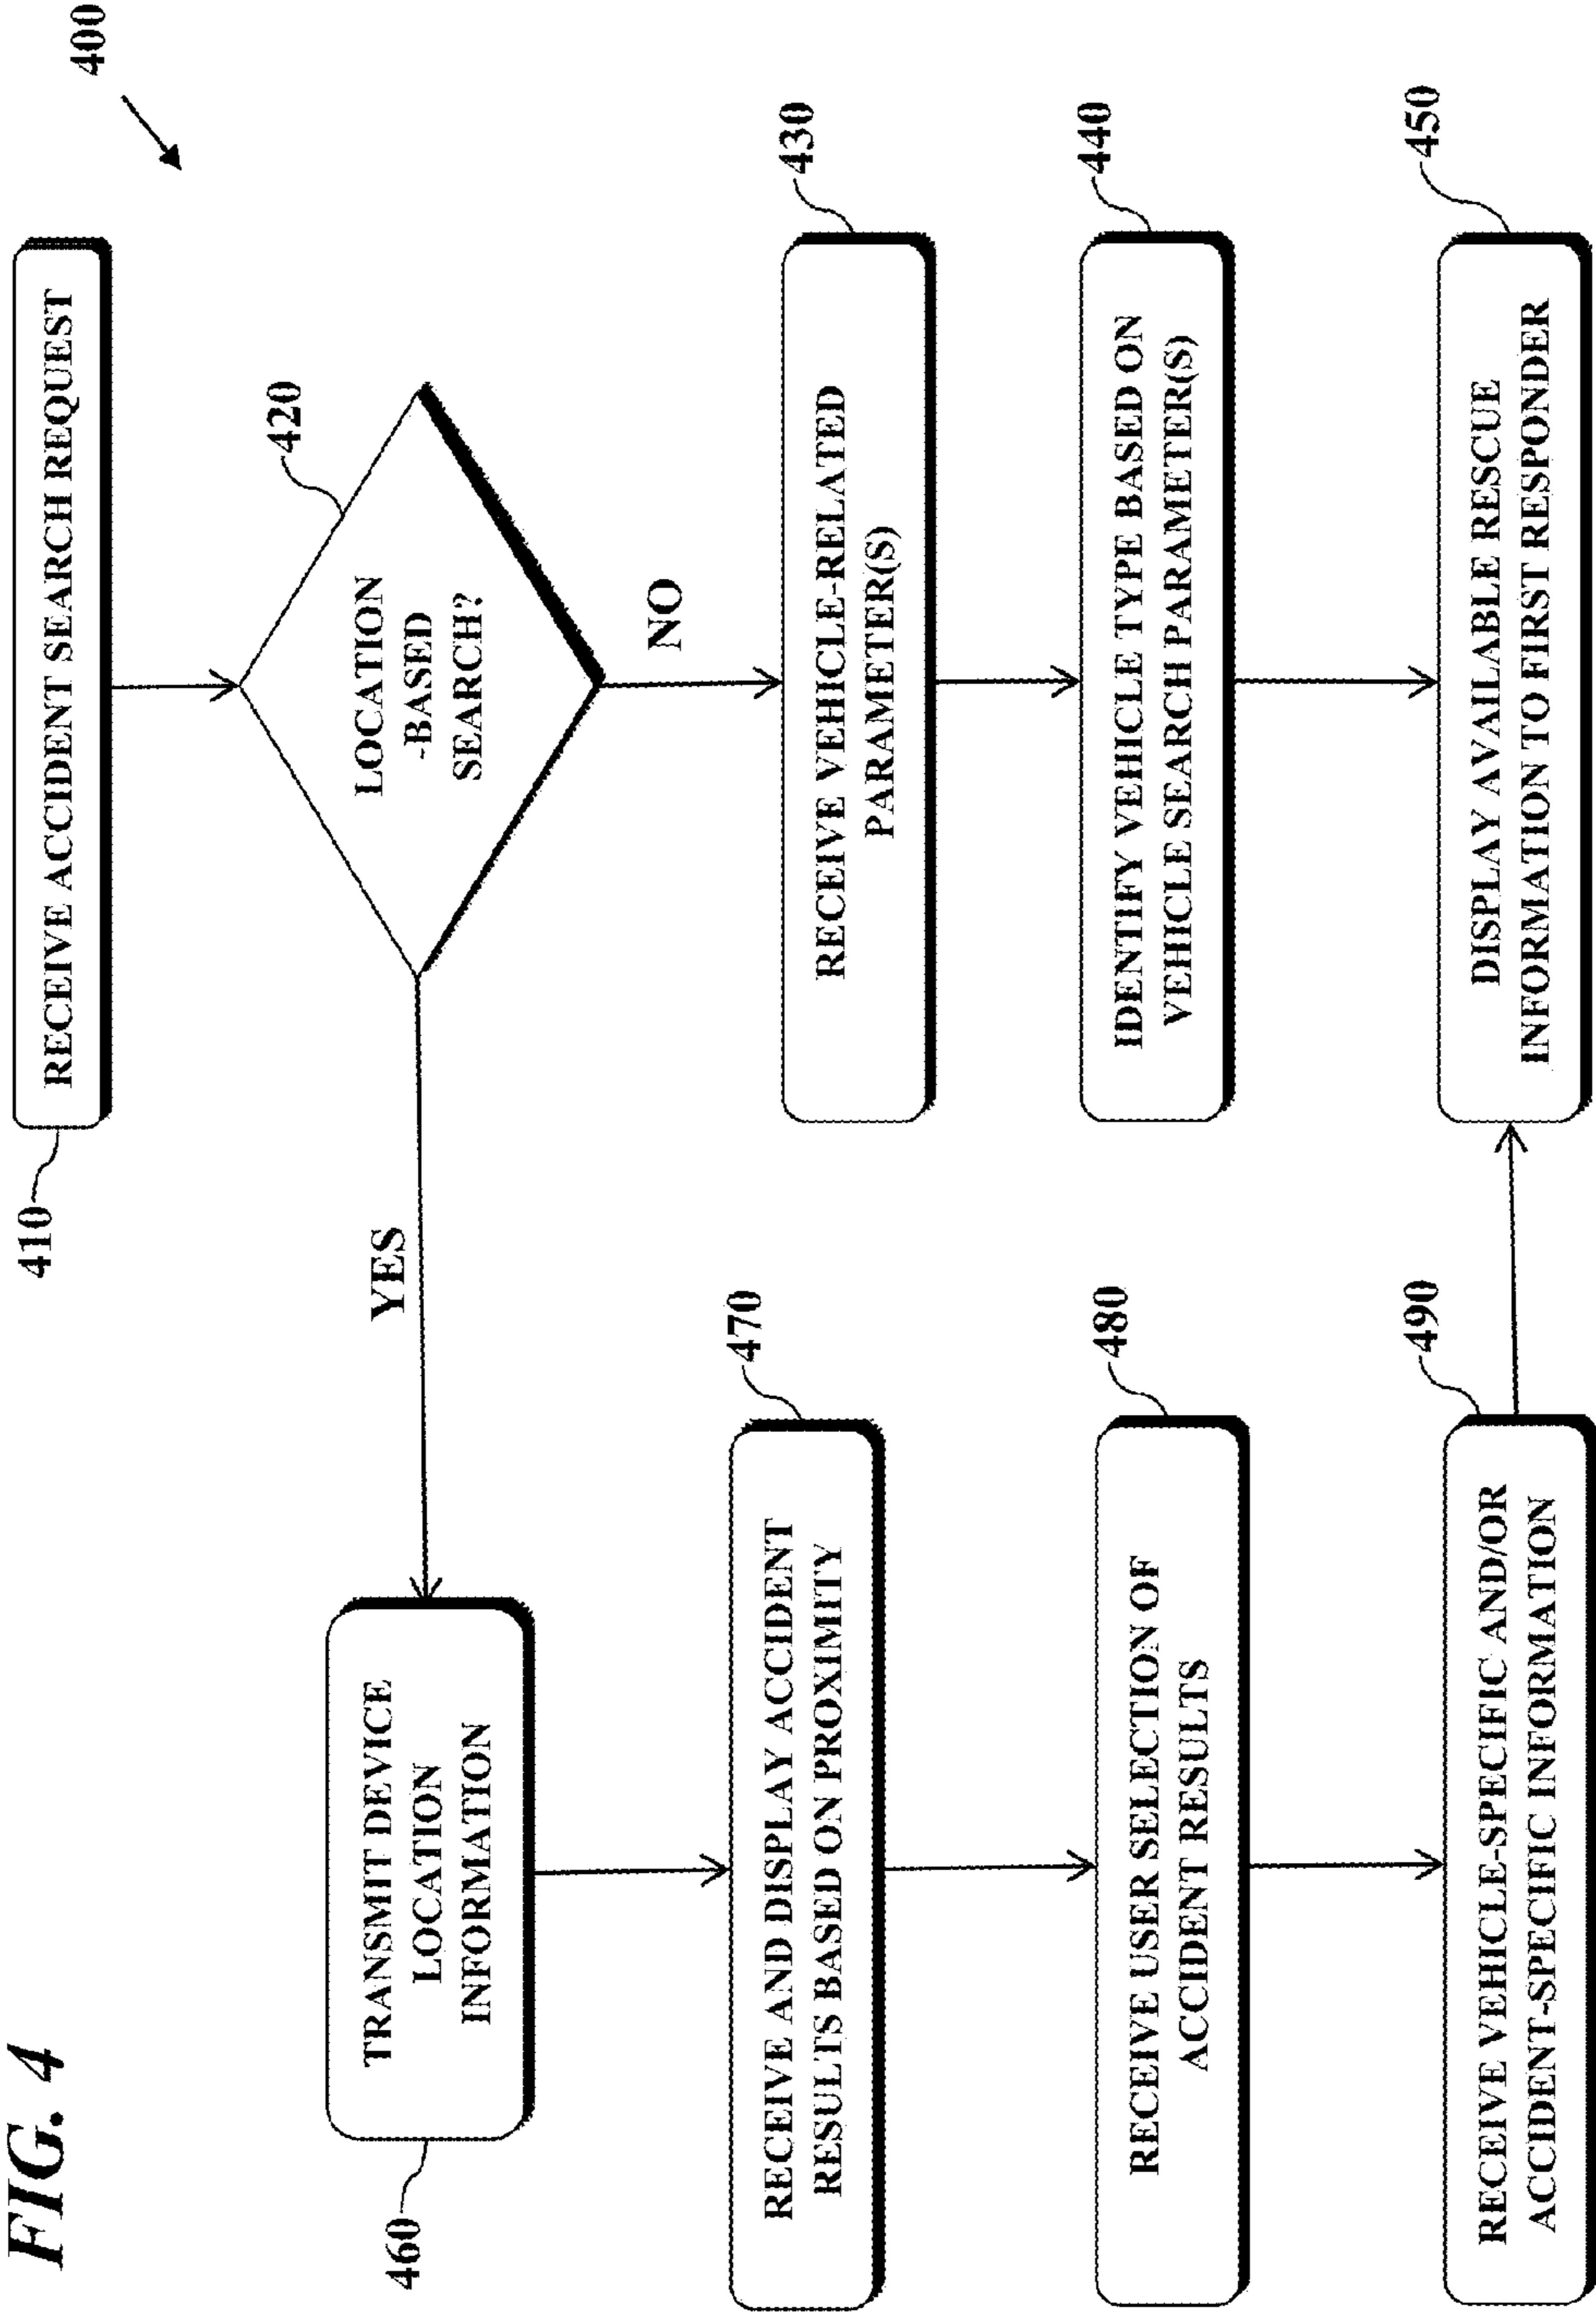 FIG. 4
400
410
RECEIVE ACCIDENT SEARCH REQUEST
420
LOCATION
-BASED
SEARCH?
YES
NO
460
TRANSMIT DEVICE
LOCATION
INFORMATION
430
RECEIVE VEHICLE-RELATED
PARAMETER(S)
470
RECEIVE AND DISPLAY ACCIDENT
RESULTS BASED ON PROXIMITY
440
IDENTIFY VEHICLE TYPE BASED ON
VEHICLE SEARCH PARAMETER(S)
480
RECEIVE USER SELECTION OF
ACCIDENT RESULTS
490
RECEIVE VEHICLE-SPECIFIC AND/OR
ACCIDENT-SPECIFIC INFORMATION
450
DISPLAY AVAILABLE RESCUE
INFORMATION TO FIRST RESPONDER